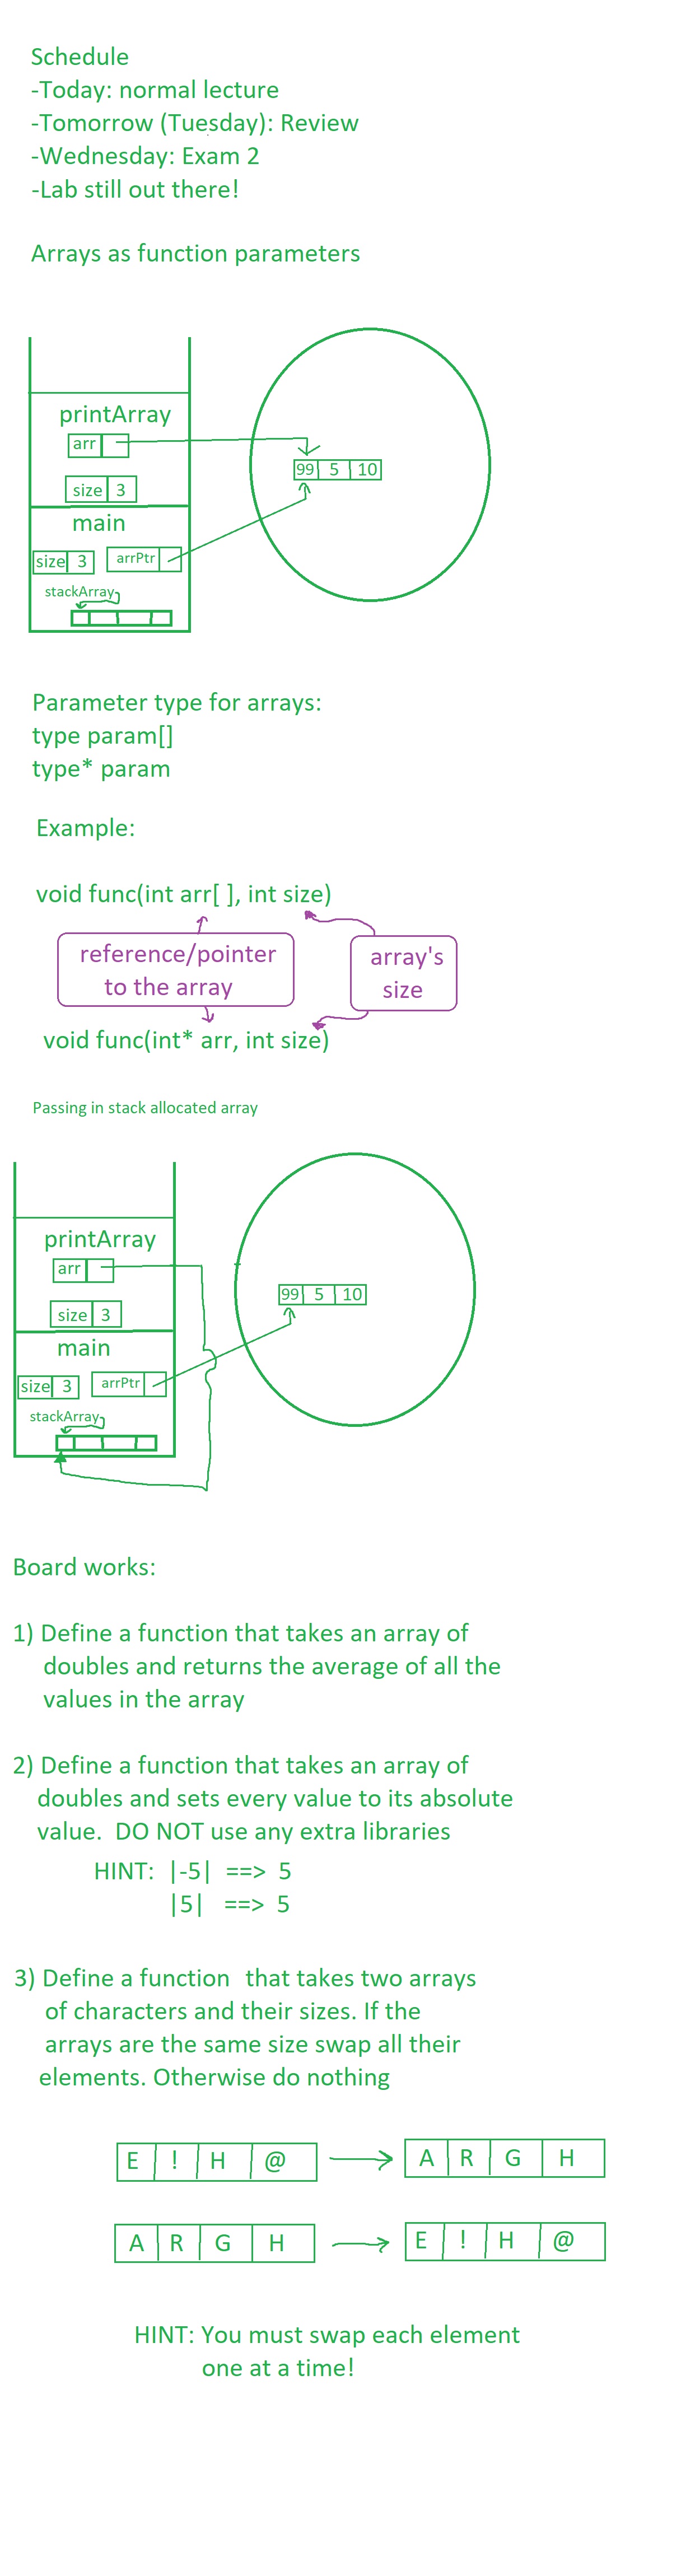 Schedule
-Today: normal lecture
-Tomorrow (Tuesday): Review
-Wednesday: Exam 2
-Lab still out there!
Arrays as function parameters
printArray
arr
99 5 10
size 3
main
size 3 arrPtr
stackArray
Parameter type for arrays:
type param[]
type* param
Example:
void func(int arr[ ], int size)
reference/pointer
to the array
array's
size
void func(int* arr, int size)
Passing in stack allocated array
printArray
arr
99 5 10
size 3
main
size 3 arrPtr
stackArray
Board works:
1) Define a function that takes an array of
doubles and returns the average of all the
values in the array
2) Define a function that takes an array of
doubles and sets every value to its absolute
value. DO NOT use any extra libraries
HINT: |-5| ==> 5
|5| ==> 5
3) Define a function that takes two arrays
of characters and their sizes. If the
arrays are the same size swap all their
elements. Otherwise do nothing
E ! H @ A R G H
A R G H E ! H @
HINT: You must swap each element
one at a time!